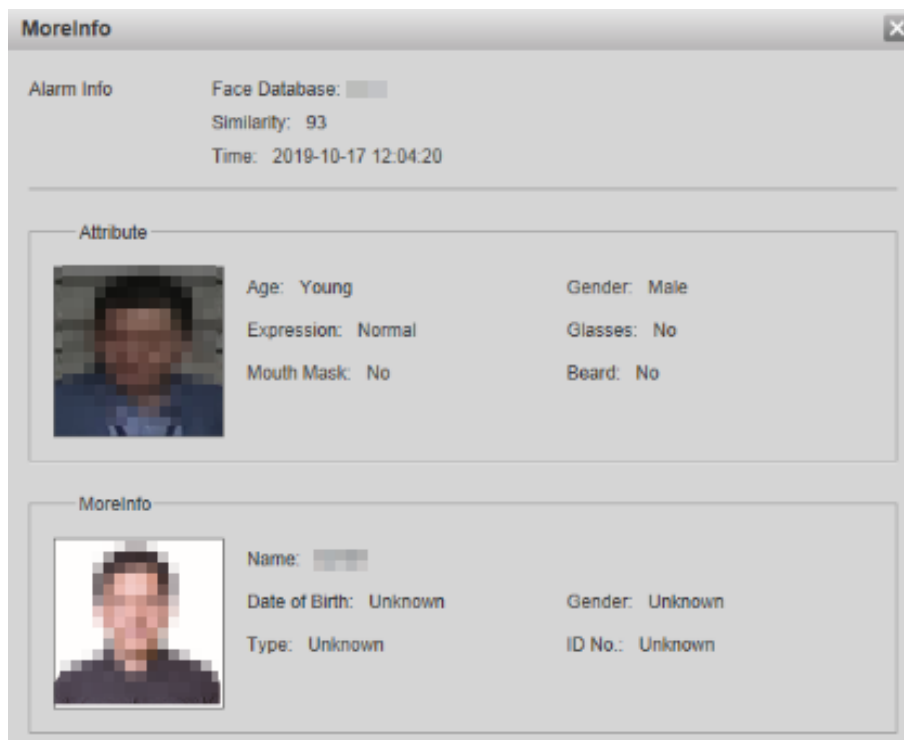 MoreInfo
Alarm Info Face Database:
Similarity: 93
Time: 2019-10-17 12:04:20
Attribute
Age: Young Gender: Male
Expression: Normal Glasses: No
Mouth Mask: No Beard: No
MoreInfo
Name:
Date of Birth: Unknown Gender: Unknown
Type: Unknown ID No.: Unknown